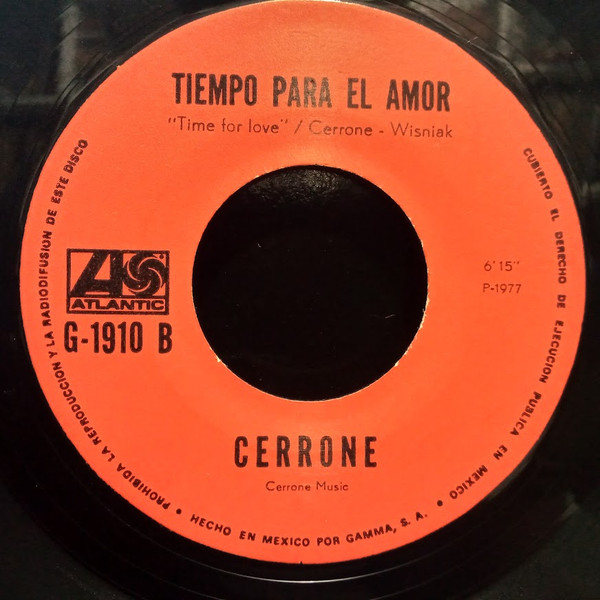 TIEMPO PARA EL AMOR
"Time for love" / Cerrone - Wisniak
ATLANTIC
G-1910 B
6'15"
P-1977
CERRONE
Cerrone Music
CUBIERTO EL DERECHO DE EJECUCION PUBLICA EN MEXICO • HECHO EN MEXICO POR GAMMA, S. A. • PROHIBIDA LA REPRODUCCION Y LA RADIODIFUSION DE ESTE DISCO